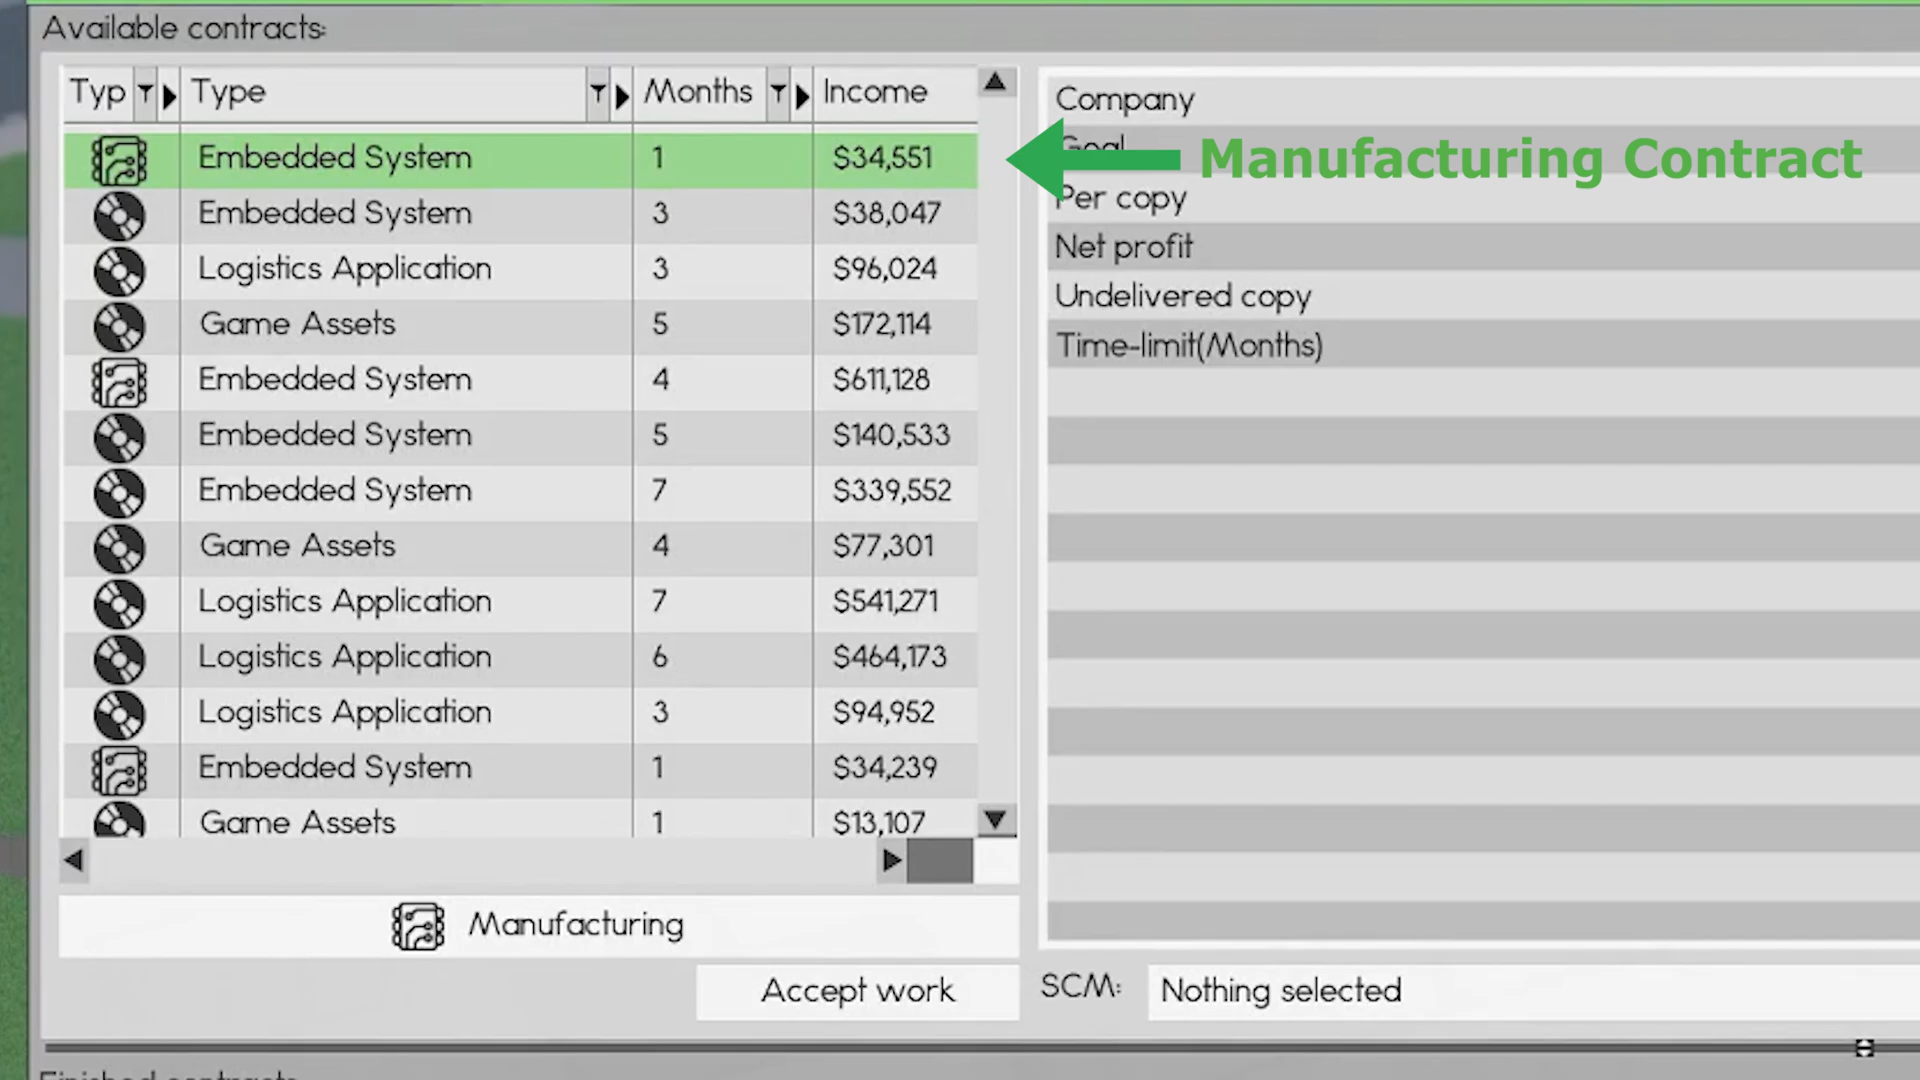 Available contracts:
Typ Type Months Income
Embedded System 1 $34,551
Embedded System 3 $38,047
Logistics Application 3 $96,024
Game Assets 5 $172,114
Embedded System 4 $611,128
Embedded System 5 $140,533
Embedded System 7 $339,552
Game Assets 4 $77,301
Logistics Application 7 $541,271
Logistics Application 6 $464,173
Logistics Application 3 $94,952
Embedded System 1 $34,239
Game Assets 1 $13,107
Manufacturing
Accept work
Company
Goal
Manufacturing Contract
Per copy
Net profit
Undelivered copy
Time-limit(Months)
SCM: Nothing selected
Finished contracts